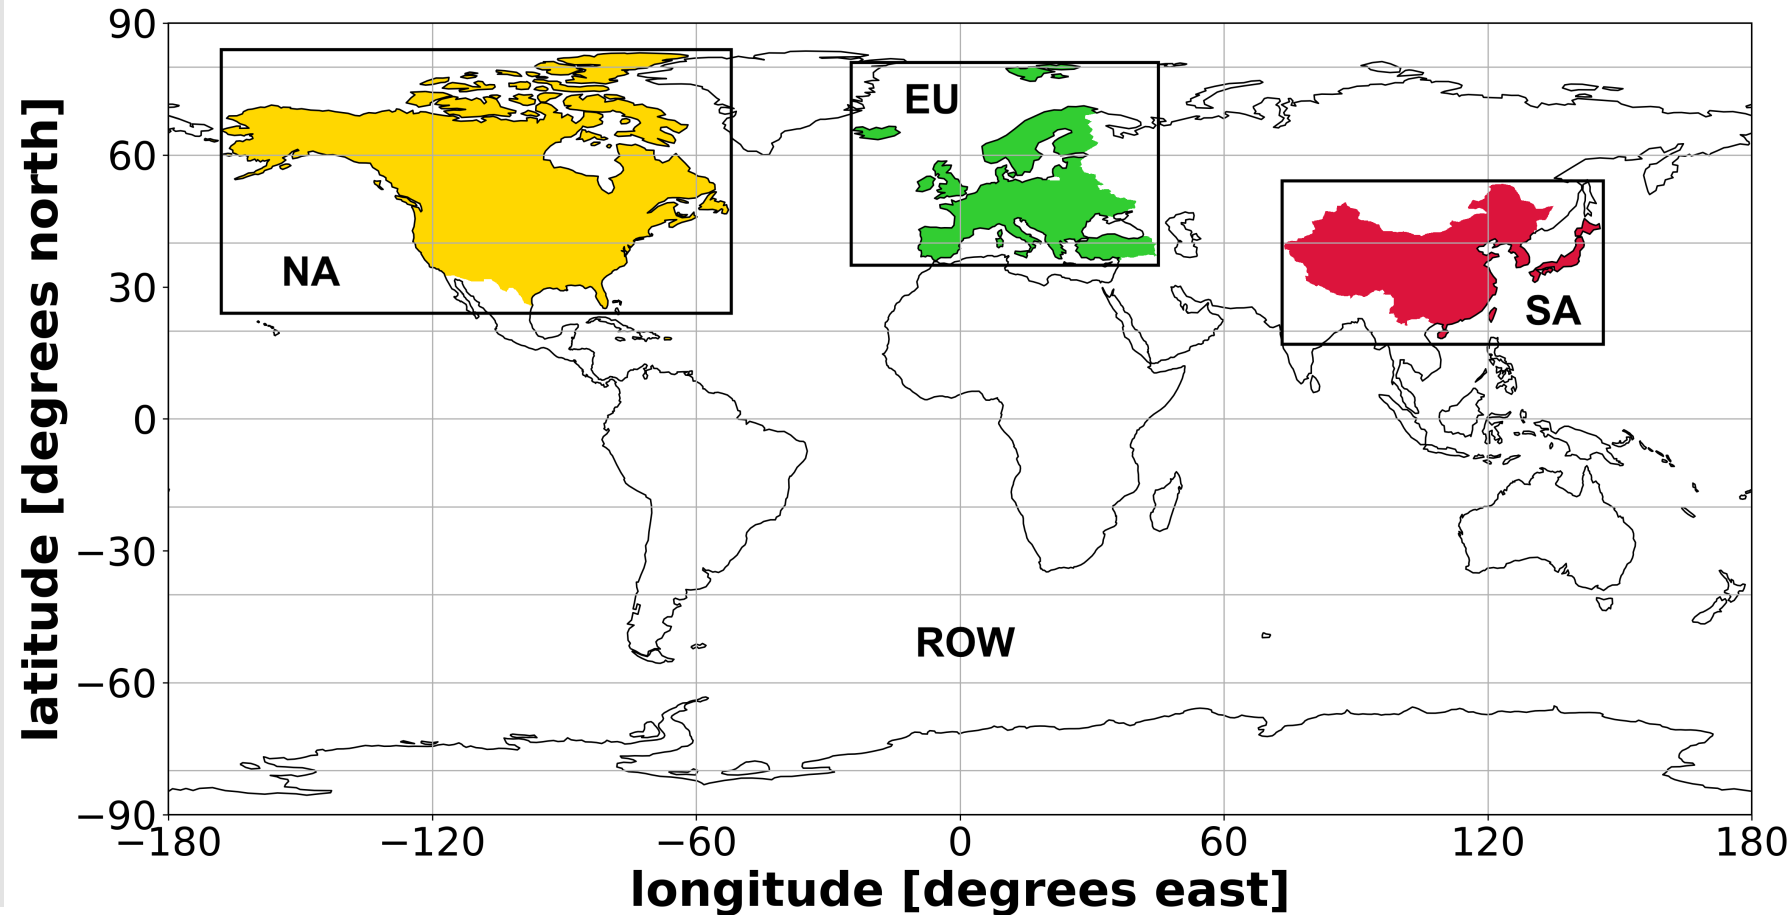 90
60
30
0
−30
−60
−90
latitude [degrees north]
NA
EU
SA
ROW
−180
−120
−60
0
60
120
180
longitude [degrees east]